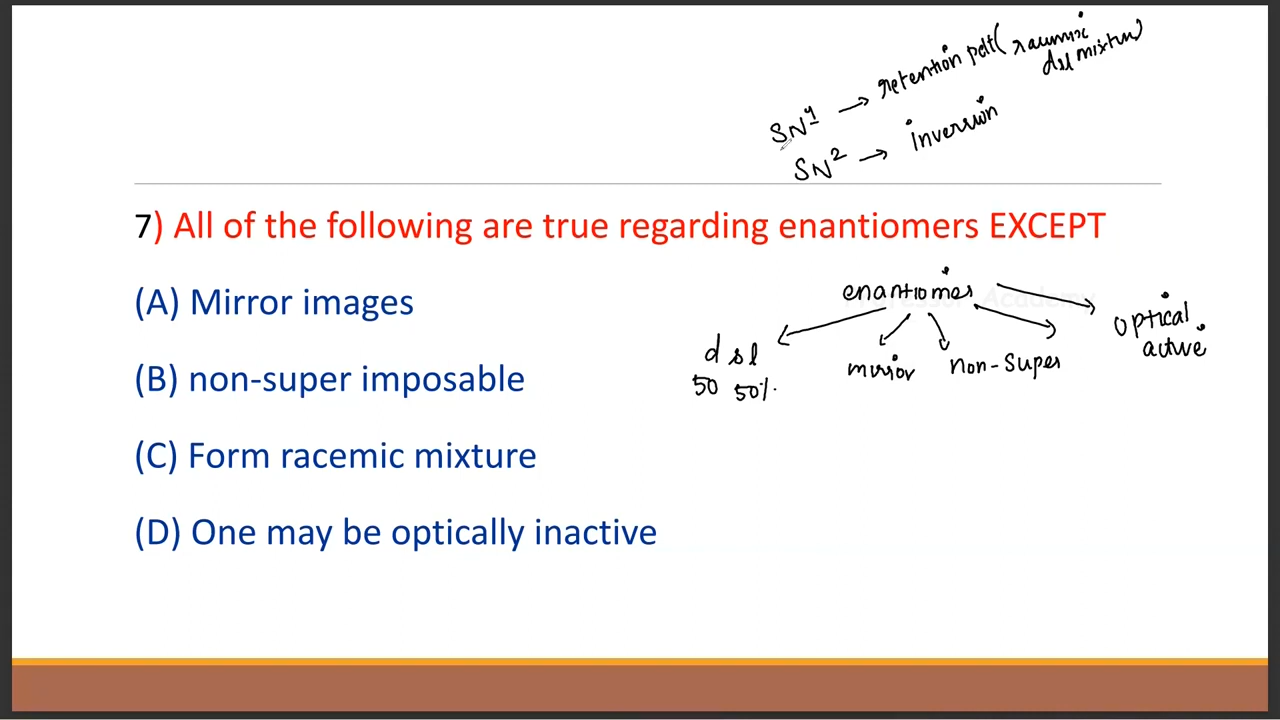 SN1 → retention pdt (racemic
d & l mixture)
SN2 → inversion
7) All of the following are true regarding enantiomers EXCEPT
(A) Mirror images
enantiomer
optical
active
(B) non-super imposable
d & l
50 50%.
mirror
non-super
(C) Form racemic mixture
(D) One may be optically inactive